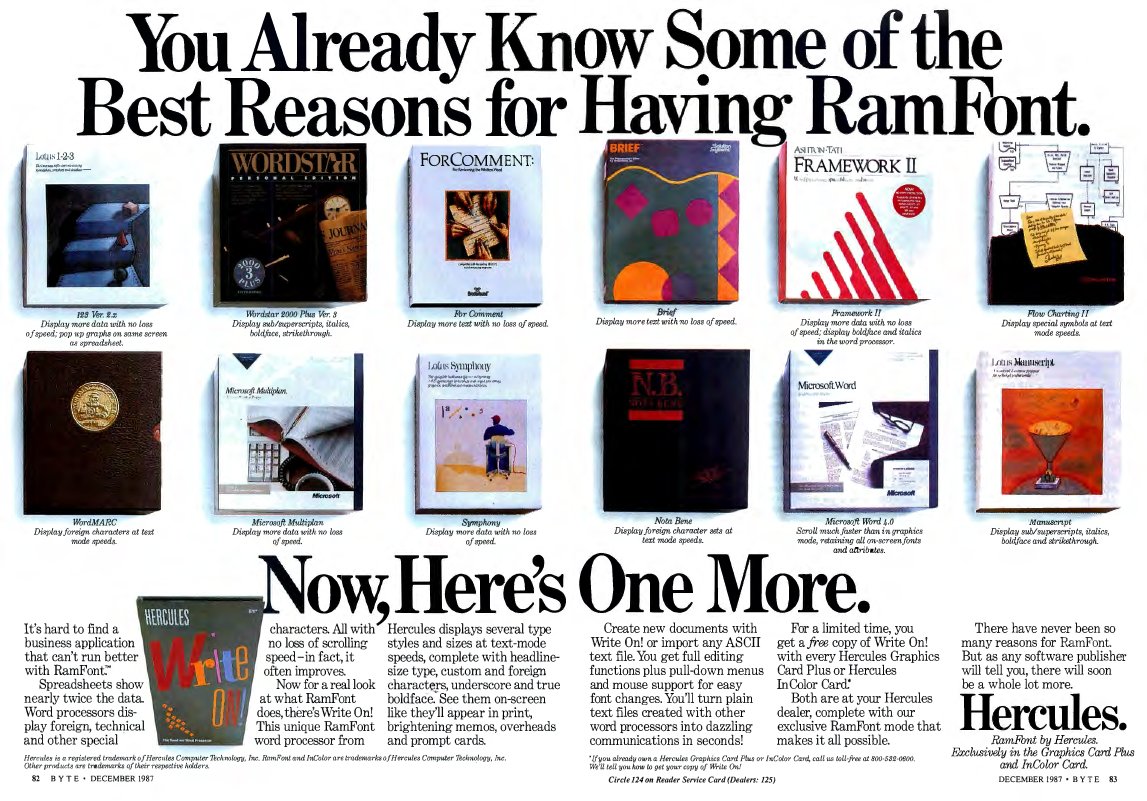 You Already Know Some of the
Best Reasons for Having RamFont.
Lotus 1-2-3
WORDSTAR
PERSONAL EDITION
JOURNAL
2000
3
PLUS
FORCOMMENT:
BRIEF
Solution
Systems
ASHTON·TATE
FRAMEWORK II
123 Ver. 2.x
Display more data with no loss
of speed; pop up graphs on same screen
as spreadsheet.
Wordstar 2000 Plus Ver. 3
Display sub/superscripts, italics,
boldface, strikethrough.
For Comment
Display more text with no loss of speed.
Brief
Display more text with no loss of speed.
Framework II
Display more data with no loss
of speed; display boldface and italics
in the word processor.
Flow Charting II
Display special symbols at text
mode speeds.
Microsoft Multiplan.
Microsoft
Lotus Symphony
N.B.
NOTA BENE
Microsoft Word
Microsoft
Lotus Manuscript
WordMARC
Display foreign characters at text
mode speeds.
Microsoft Multiplan
Display more data with no loss
of speed.
Symphony
Display more data with no loss
of speed.
Nota Bene
Display foreign character sets at
text mode speeds.
Microsoft Word 4.0
Scroll much faster than in graphics
mode, retaining all on-screen fonts
and attributes.
Manuscript
Display sub/superscripts, italics,
boldface and strikethrough.
Now, Here's One More.
It's hard to find a
business application
that can't run better
with RamFont.™
Spreadsheets show
nearly twice the data.
Word processors dis-
play foreign, technical
and other special
HERCULES
Write
ON!
characters. All with
no loss of scrolling
speed–in fact, it
often improves.
Now for a real look
at what RamFont
does, there's Write On!
This unique RamFont
word processor from
Hercules displays several type
styles and sizes at text-mode
speeds, complete with headline-
size type, custom and foreign
characters, underscore and true
boldface. See them on-screen
like they'll appear in print,
brightening memos, overheads
and prompt cards.
Create new documents with
Write On! or import any ASCII
text file. You get full editing
functions plus pull-down menus
and mouse support for easy
font changes. You'll turn plain
text files created with other
word processors into dazzling
communications in seconds!
For a limited time, you
get a free copy of Write On!
with every Hercules Graphics
Card Plus or Hercules
InColor Card.*
Both are at your Hercules
dealer, complete with our
exclusive RamFont mode that
makes it all possible.
There have never been so
many reasons for RamFont.
But as any software publisher
will tell you, there will soon
be a whole lot more.
Hercules.
RamFont by Hercules.
Exclusively in the Graphics Card Plus
and InColor Card.
Hercules is a registered trademark of Hercules Computer Technology, Inc. RamFont and InColor are trademarks of Hercules Computer Technology, Inc.
Other products are trademarks of their respective holders.
*If you already own a Hercules Graphics Card Plus or InColor Card, call us toll-free at 800-532-0600.
We'll tell you how to get your copy of Write On!
82 BYTE • DECEMBER 1987
Circle 124 on Reader Service Card (Dealers: 125)
DECEMBER 1987 • BYTE 83